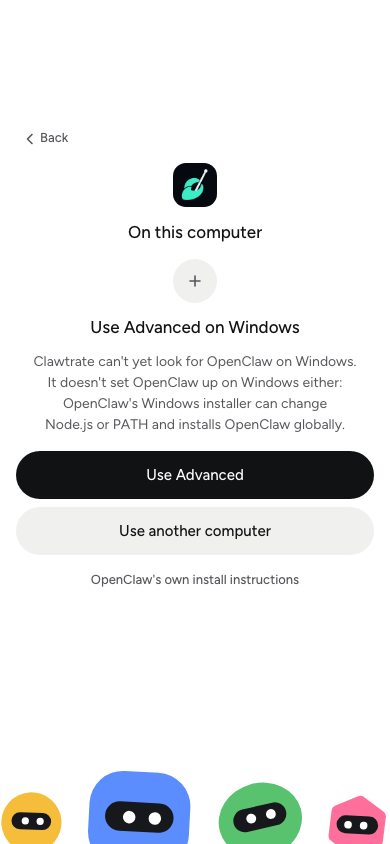 Back
On this computer
Use Advanced on Windows
Clawtrate can't yet look for OpenClaw on Windows.
It doesn't set OpenClaw up on Windows either:
OpenClaw's Windows installer can change
Node.js or PATH and installs OpenClaw globally.
Use Advanced
Use another computer
OpenClaw's own install instructions